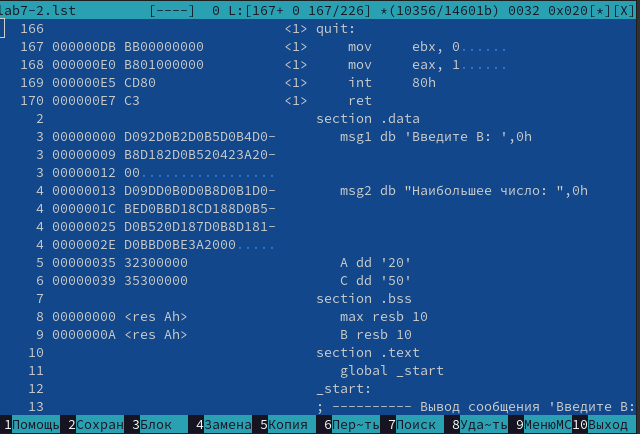 lab7-2.lst [----] 0 L:[167+ 0 167/226] *(10356/14601b) 0032 0x020[*][X]
166 <1> quit:
167 000000DB BB00000000 <1> mov ebx, 0......
168 000000E0 B801000000 <1> mov eax, 1......
169 000000E5 CD80 <1> int 80h
170 000000E7 C3 <1> ret
2 section .data
3 00000000 D092D0B2D0B5D0B4D0- msg1 db 'Введите B: ',0h
3 00000009 B8D182D0B520423A20-
3 00000012 00.................
4 00000013 D09DD0B0D0B8D0B1D0- msg2 db "Наибольшее число: ",0h
4 0000001C BED0BBD18CD188D0B5-
4 00000025 D0B520D187D0B8D181-
4 0000002E D0BBD0BE3A2000.....
5 00000035 32300000 A dd '20'
6 00000039 35300000 C dd '50'
7 section .bss
8 00000000 <res Ah> max resb 10
9 0000000A <res Ah> B resb 10
10 section .text
11 global _start
12 _start:
13 ; ---------- Вывод сообщения 'Введите B:
1Помощь 2Сохран 3Блок 4Замена 5Копия 6Пер~ть 7Поиск 8Уда~ть 9МенюMC 10Выход